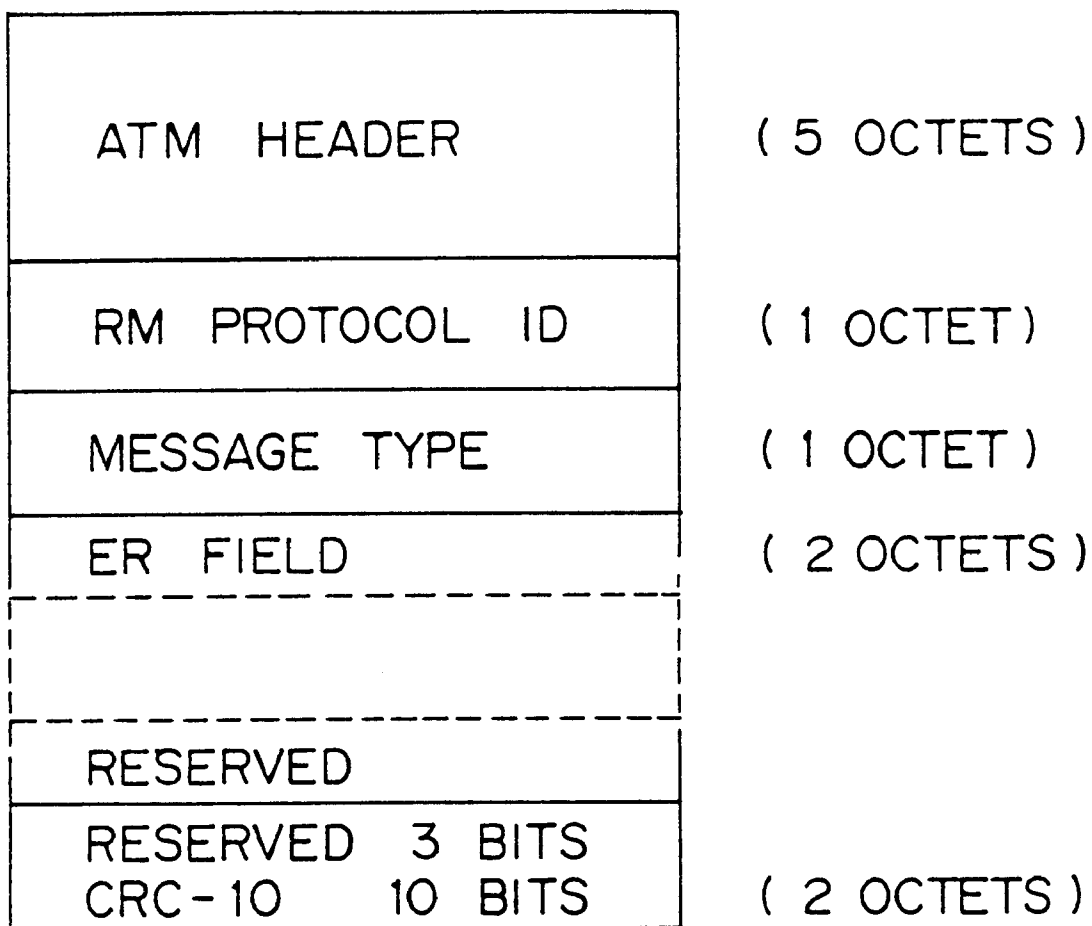 ATM HEADER (5 OCTETS)
RM PROTOCOL ID (1 OCTET)
MESSAGE TYPE (1 OCTET)
ER FIELD (2 OCTETS)
RESERVED
RESERVED 3 BITS
CRC-10 10 BITS (2 OCTETS)